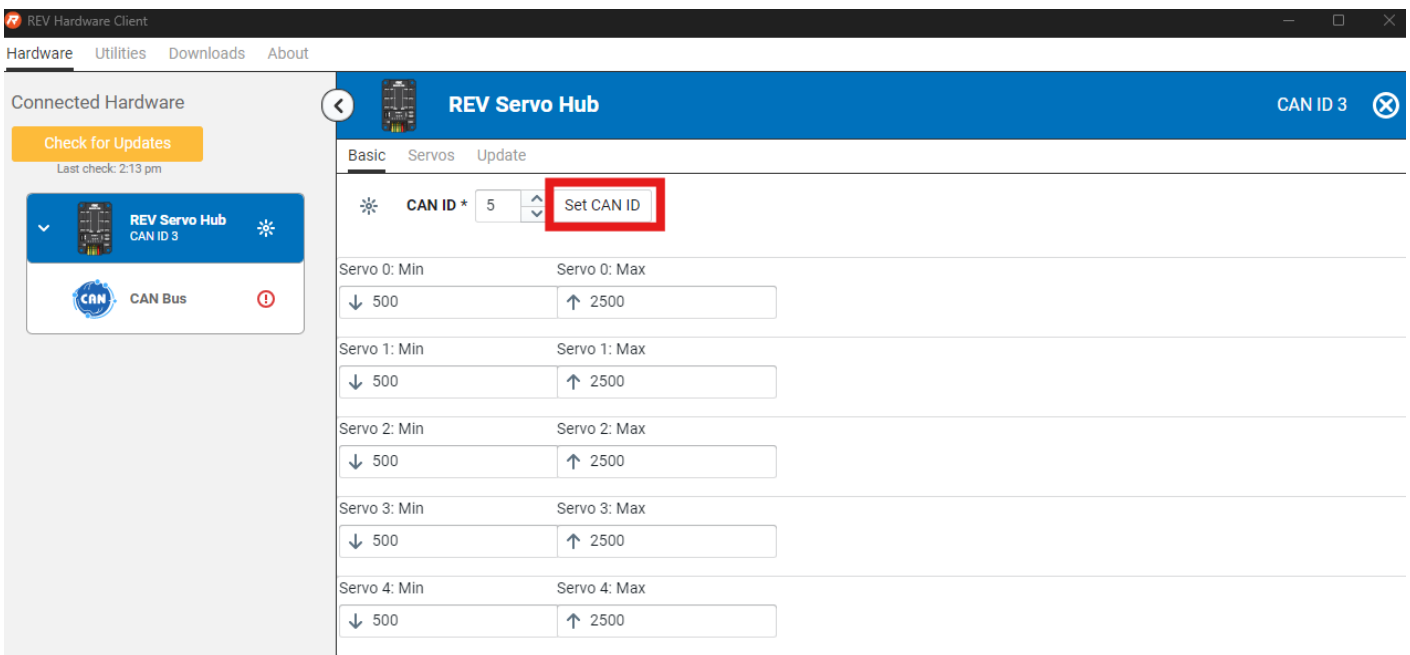 REV Hardware Client
Hardware Utilities Downloads About
Connected Hardware
Check for Updates
Last check: 2:13 pm
REV Servo Hub
CAN ID 3
CAN
CAN Bus
REV Servo Hub
CAN ID 3
Basic Servos Update
CAN ID * 5 Set CAN ID
Servo 0: Min Servo 0: Max
500 2500
Servo 1: Min Servo 1: Max
500 2500
Servo 2: Min Servo 2: Max
500 2500
Servo 3: Min Servo 3: Max
500 2500
Servo 4: Min Servo 4: Max
500 2500